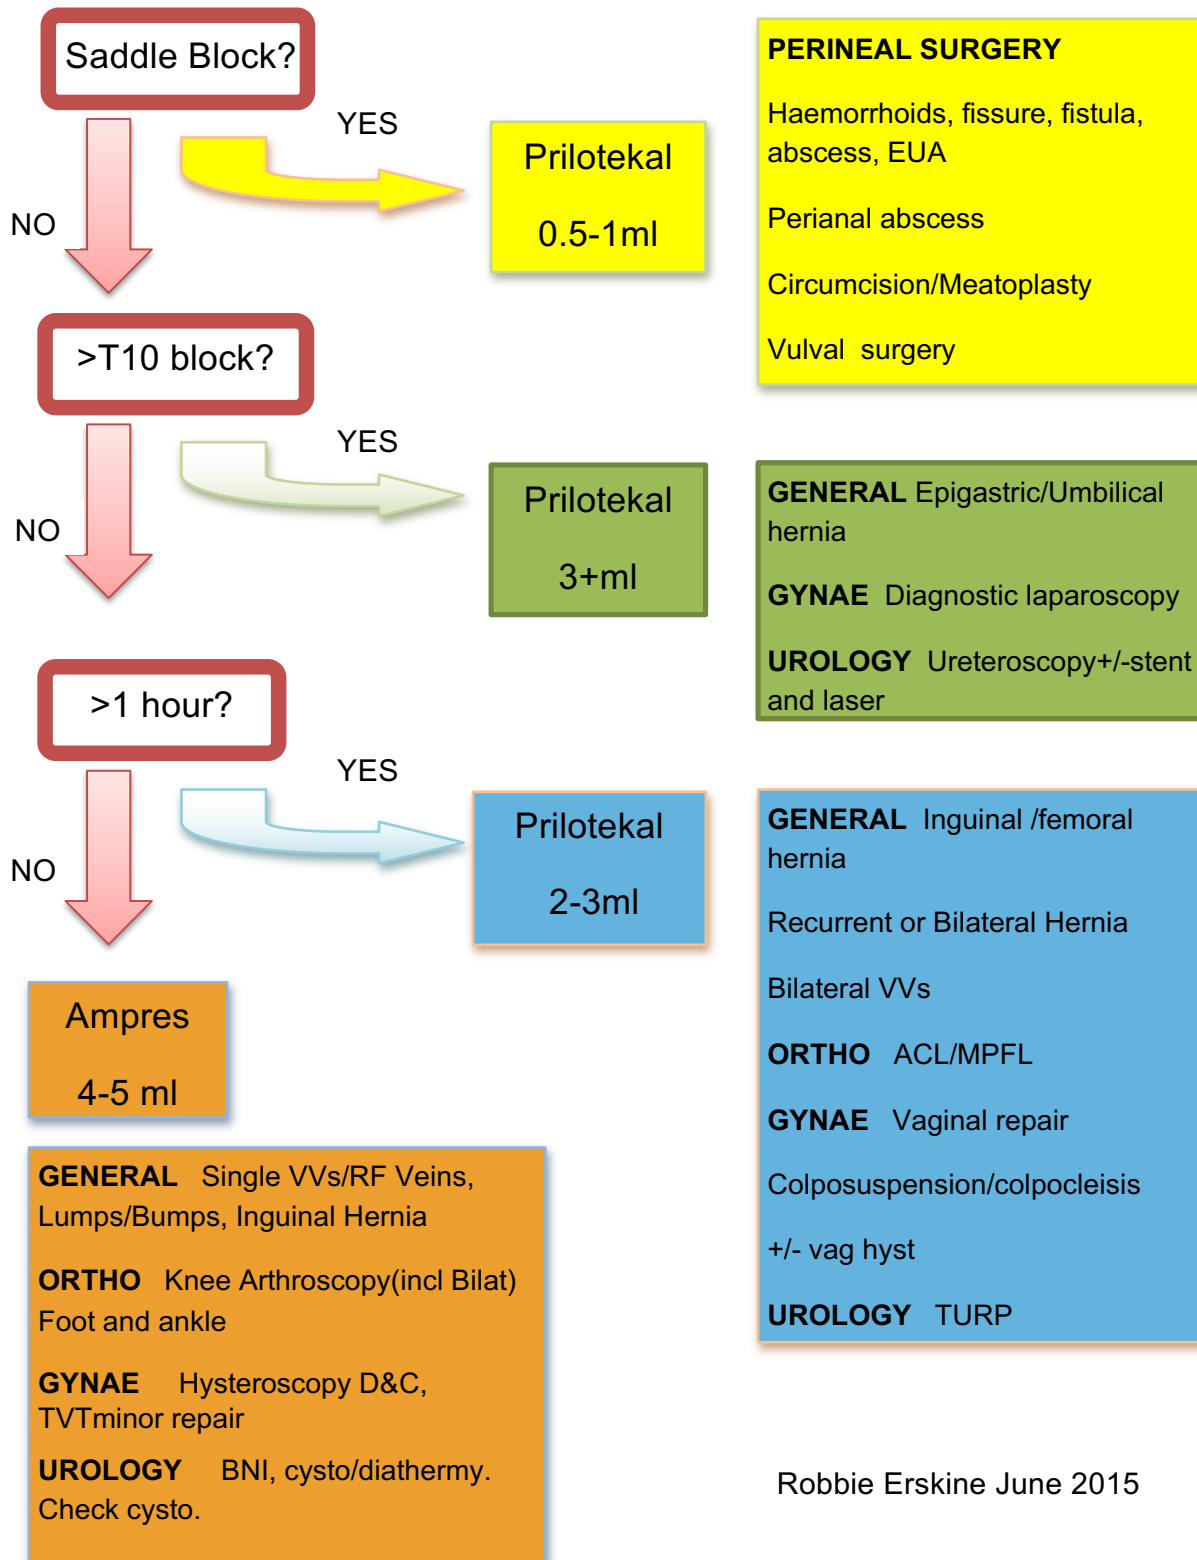 Saddle Block?
YES
NO
Prilotekal
0.5-1ml
PERINEAL SURGERY
Haemorrhoids, fissure, fistula,
abscess, EUA
Perianal abscess
Circumcision/Meatoplasty
Vulval surgery
>T10 block?
YES
NO
Prilotekal
3+ml
GENERAL Epigastric/Umbilical
hernia
GYNAE Diagnostic laparoscopy
UROLOGY Ureteroscopy+/-stent
and laser
>1 hour?
YES
NO
Prilotekal
2-3ml
GENERAL Inguinal /femoral
hernia
Recurrent or Bilateral Hernia
Bilateral VVs
ORTHO ACL/MPFL
GYNAE Vaginal repair
Colposuspension/colpocleisis
+/- vag hyst
UROLOGY TURP
Ampres
4-5 ml
GENERAL Single VVs/RF Veins,
Lumps/Bumps, Inguinal Hernia
ORTHO Knee Arthroscopy(incl Bilat)
Foot and ankle
GYNAE Hysteroscopy D&C,
TVTminor repair
UROLOGY BNI, cysto/diathermy.
Check cysto.
Robbie Erskine June 2015